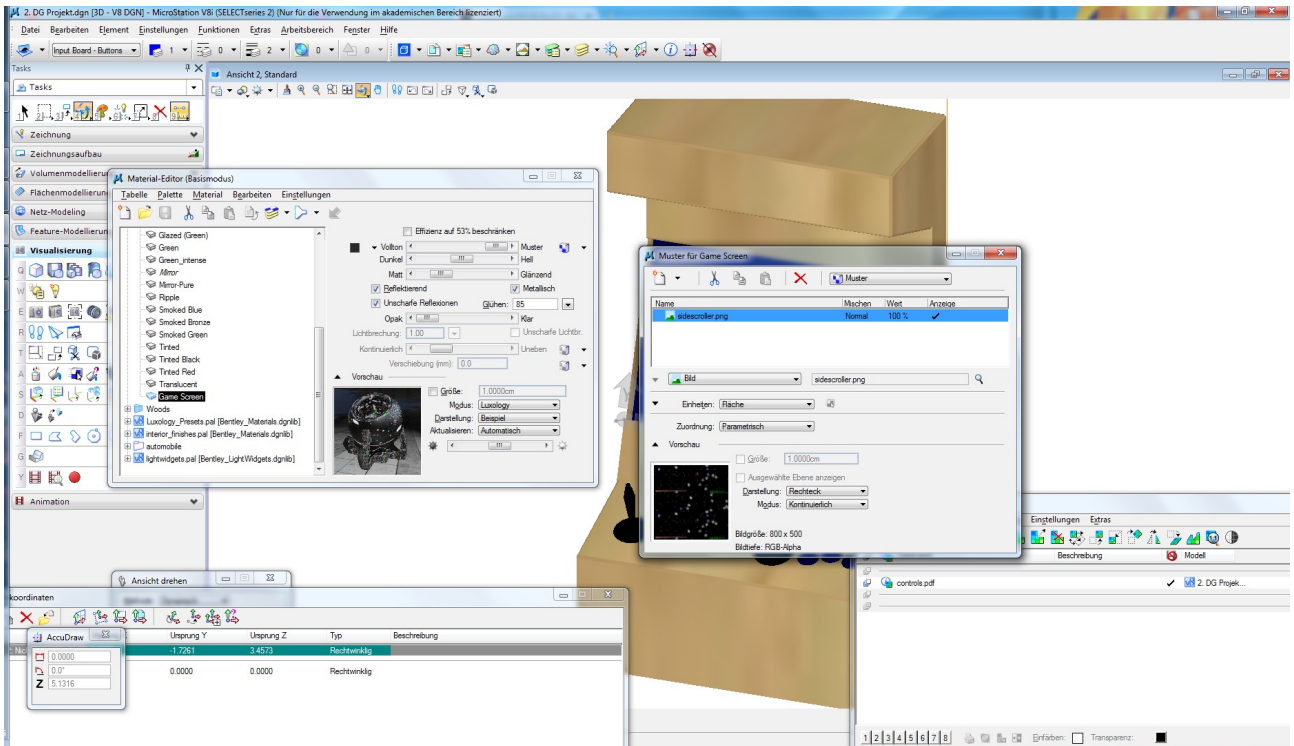 2. DG Projekt.dgn [3D - V8 DGN] - MicroStation V8i (SELECTseries 2) (Nur für die Verwendung im akademischen Bereich lizenziert)
Datei Bearbeiten Element Einstellungen Funktionen Extras Arbeitsbereich Fenster Hilfe
Input Board - Buttons 1 0 2 0 0
Tasks
Ansicht 2, Standard
Tasks
Zeichnung
Zeichnungsaufbau
Volumenmodellierun
Flächenmodellierun
Netz-Modeling
Feature-Modellierun
Visualisierung
Animation
Material-Editor (Basismodus)
Tabelle Palette Material Bearbeiten Einstellungen
Glazed (Green)
Green
Green_intense
Mirror
Mirror-Pure
Ripple
Smoked Blue
Smoked Bronze
Smoked Green
Tinted
Tinted Black
Tinted Red
Translucent
Game Screen
Woods
Luxology_Presets.pal [Bentley_Materials.dgnlib]
interior_finishes.pal [Bentley_Materials.dgnlib]
automobile
lightwidgets.pal [Bentley_LightWidgets.dgnlib]
Effizienz auf 53% beschränken
Vollton Muster
Dunkel Hell
Matt Glänzend
Reflektierend Metallisch
Unscharfe Reflexionen Glühen: 85
Opak Klar
Lichtbrechung: 1.00 Unscharfe Lichtbr.
Kontinuierlich Uneben
Verschiebung (mm): 0.0
Vorschau
Größe: 1.0000cm
Modus: Luxology
Darstellung: Beispiel
Aktualisieren: Automatisch
Muster für Game Screen
Muster
Name Mischen Wert Anzeige
sidescroller.png Normal 100 %
Bild sidescroller.png
Einheiten: Fläche
Zuordnung: Parametrisch
Vorschau
Größe: 1.0000cm
Ausgewählte Ebene anzeigen
Darstellung: Rechteck
Modus: Kontinuierlich
Bildgröße: 800 x 500
Bildtiefe: RGB-Alpha
Einstellungen Extras
Beschreibung Modell
controls.pdf 2. DG Projek...
1 2 3 4 5 6 7 8 Einfärben: Transparenz:
Ansicht drehen
koordinaten
Ursprung Y Ursprung Z Typ Beschreibung
-1.7261 3.4573 Rechtwinklig
0.0000 0.0000 Rechtwinklig
AccuDraw
0.0000
0.0°
Z 5.1316